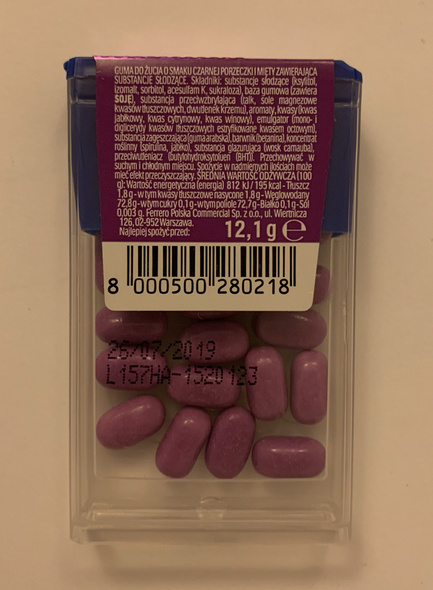 GUMA DO ŻUCIA O SMAKU CZARNEJ PORZECZKI I MIĘTY ZAWIERAJĄCA
SUBSTANCJE SŁODZĄCE. Składniki: substancje słodzące (ksylitol,
izomalt, sorbitol, acesulfam K, sukraloza), baza gumowa (zawiera
SOJĘ), substancja przeciwzbrylająca (talk, sole magnezowe
kwasów tłuszczowych, dwutlenek krzemu), aromaty, kwasy (kwas
jabłkowy, kwas cytrynowy, kwas winowy), emulgator (mono- i
diglicerydy kwasów tłuszczowych estryfikowane kwasem octowym),
substancja zagęszczająca (guma arabska), barwnik (betanina), koncentrat
roślinny (spirulina, jabłko), substancja glazurująca (wosk carnauba),
przeciwutleniacz (butylohydroksytoluen (BHT)). Przechowywać w
suchym i chłodnym miejscu. Spożycie w nadmiernych ilościach może
mieć efekt przeczyszczający. ŚREDNIA WARTOŚĆ ODŻYWCZA (100
g): Wartość energetyczna (energia) 812 kJ / 195 kcal - Tłuszcz
1,8 g - w tym kwasy tłuszczowe nasycone 1,8 g - Węglowodany
72,8 g - w tym cukry 0,1 g - w tym poliole 72,7 g - Białko 0,1 g - Sól
0,003 g. Ferrero Polska Commercial Sp. z o.o., ul. Wiertnicza
126, 02-952 Warszawa.
Najlepiej spożyć przed: 12,1 g e
8 000500 280218
26/07/2019
L157HA-1520123